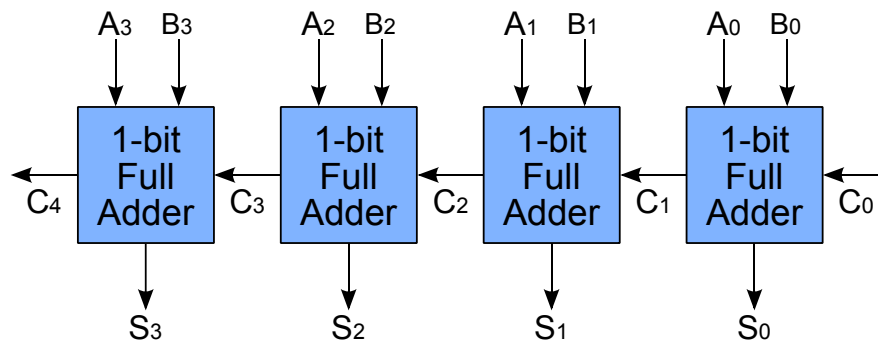 A3 B3 A2 B2 A1 B1 A0 B0
1-bit Full Adder
1-bit Full Adder
1-bit Full Adder
1-bit Full Adder
C4 C3 C2 C1 C0
S3 S2 S1 S0